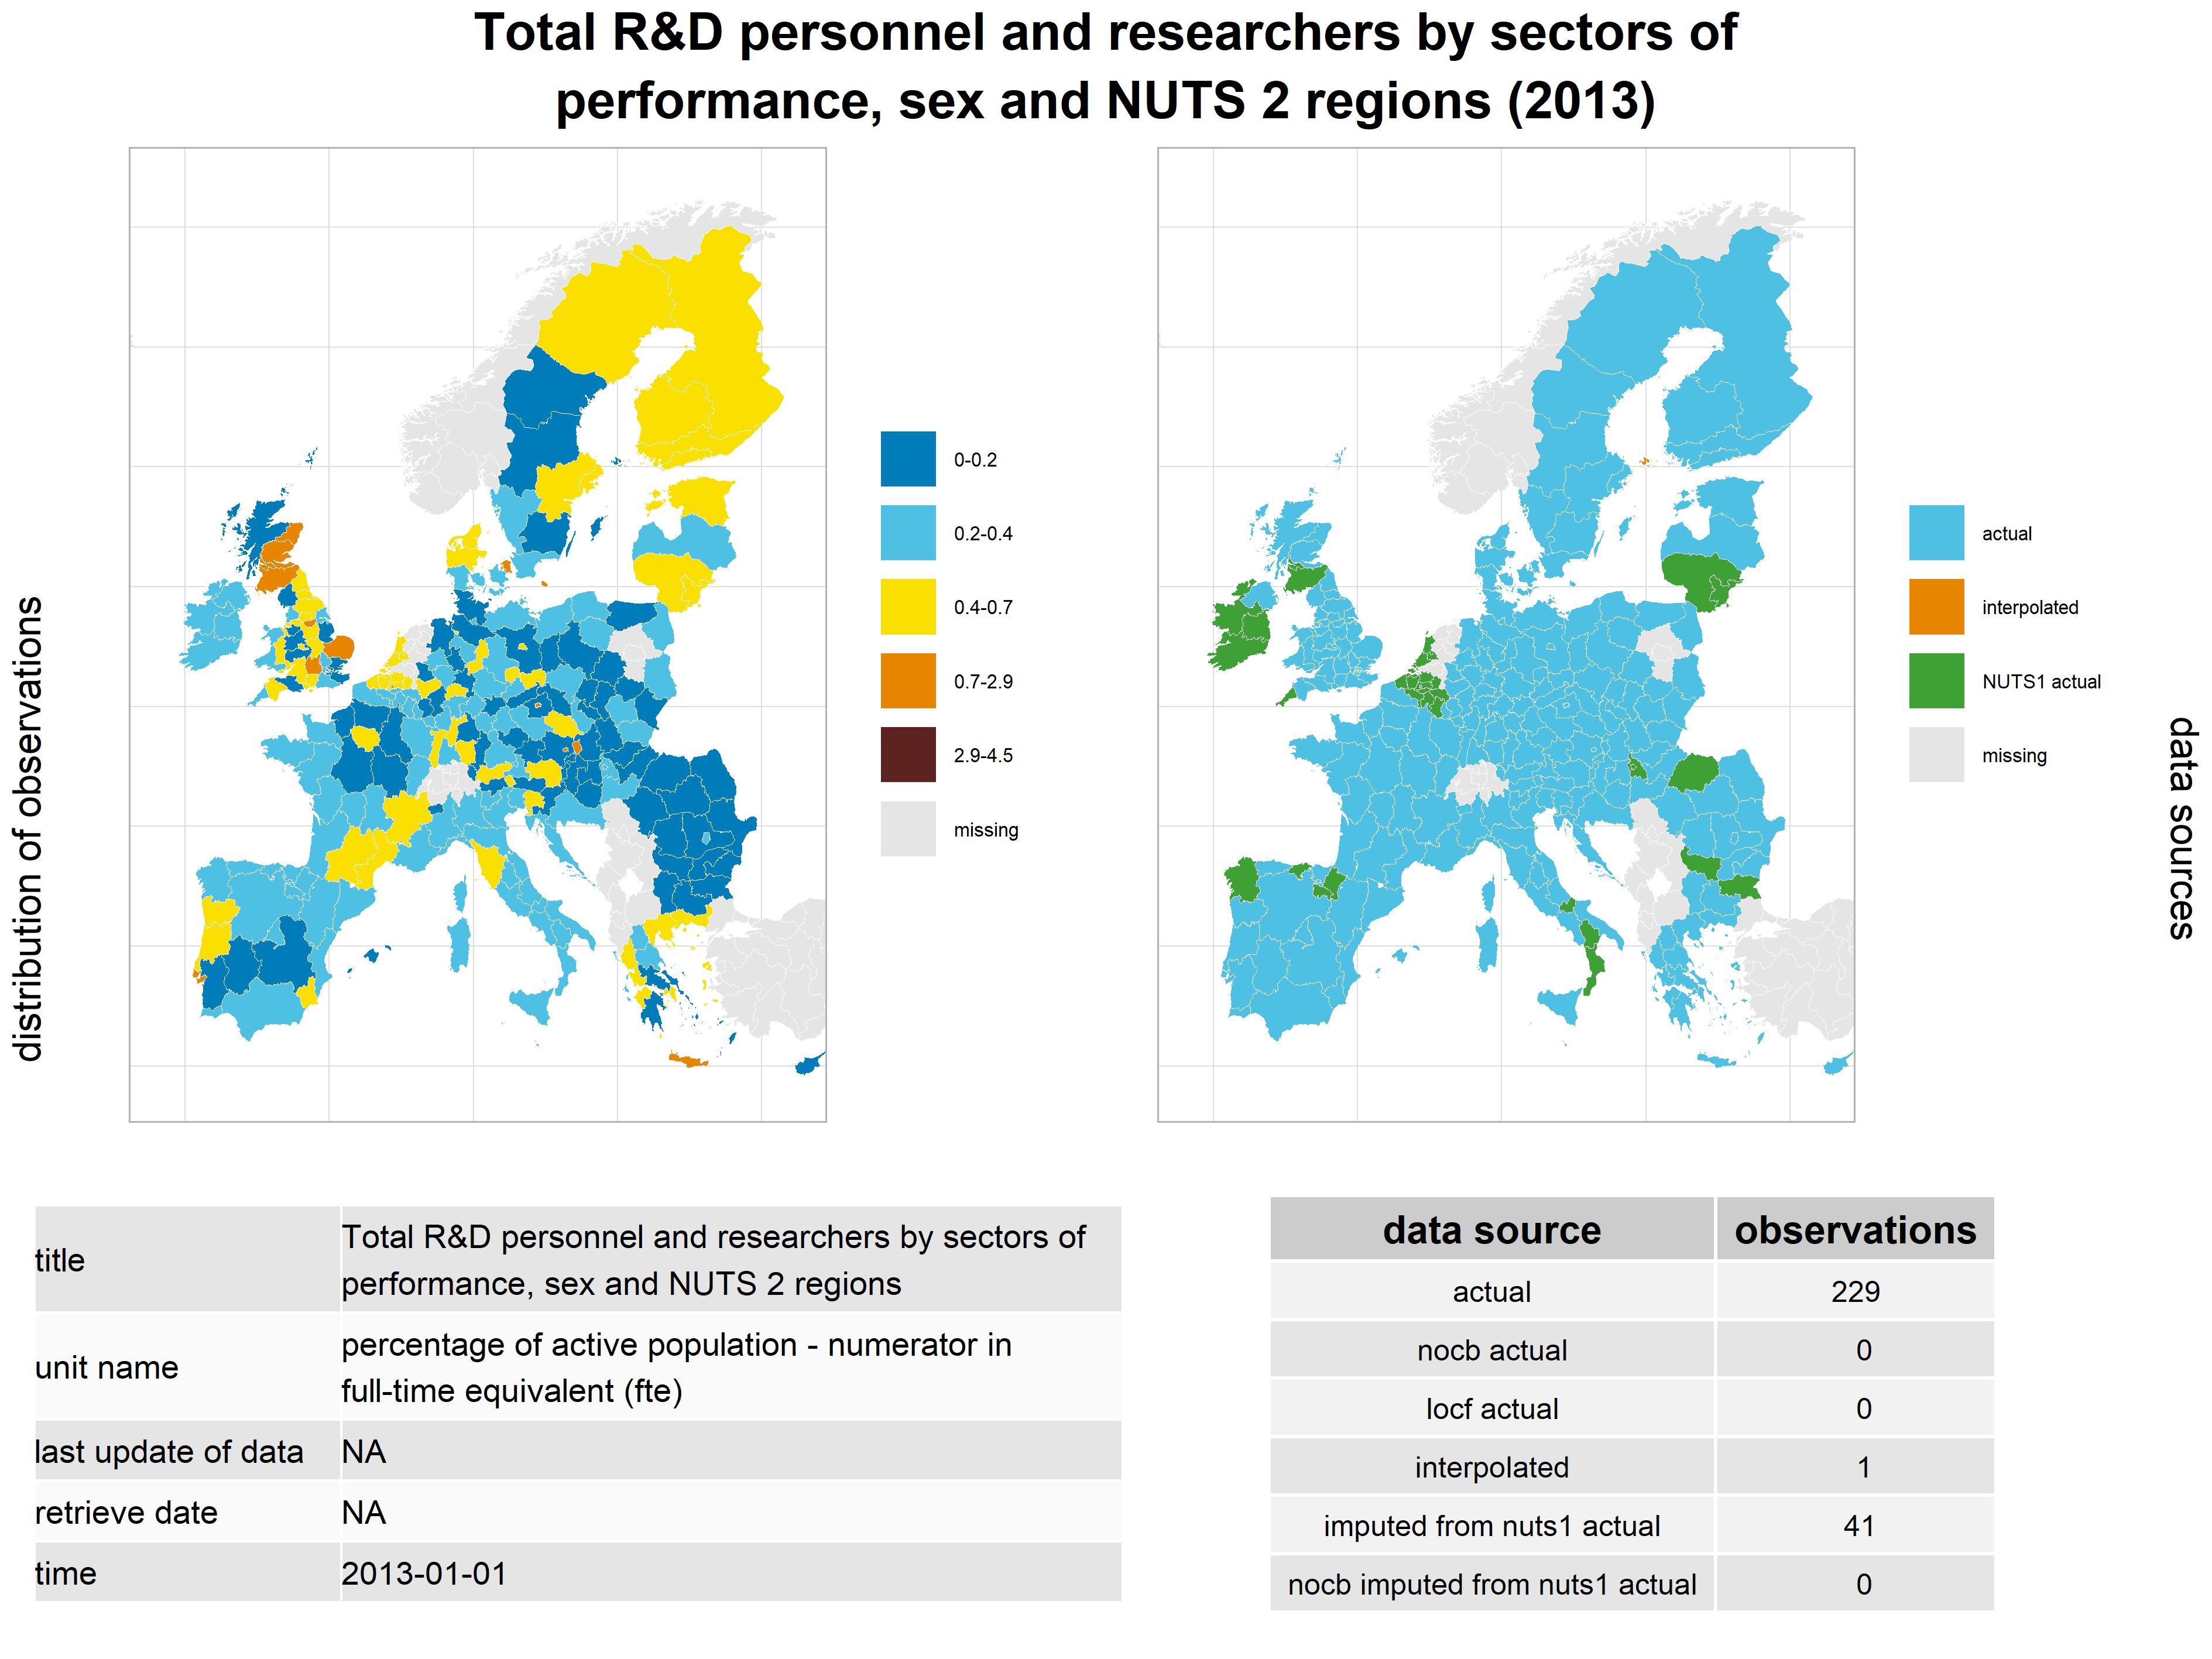 Total R&D personnel and researchers by sectors of
performance, sex and NUTS 2 regions (2013)
distribution of observations
0-0.2
0.2-0.4
0.4-0.7
0.7-2.9
2.9-4.5
missing
actual
interpolated
NUTS1 actual
missing
data sources
title
Total R&D personnel and researchers by sectors of
performance, sex and NUTS 2 regions
unit name
percentage of active population - numerator in
full-time equivalent (fte)
last update of data NA
retrieve date NA
time 2013-01-01
data source observations
actual 229
nocb actual 0
locf actual 0
interpolated 1
imputed from nuts1 actual 41
nocb imputed from nuts1 actual 0